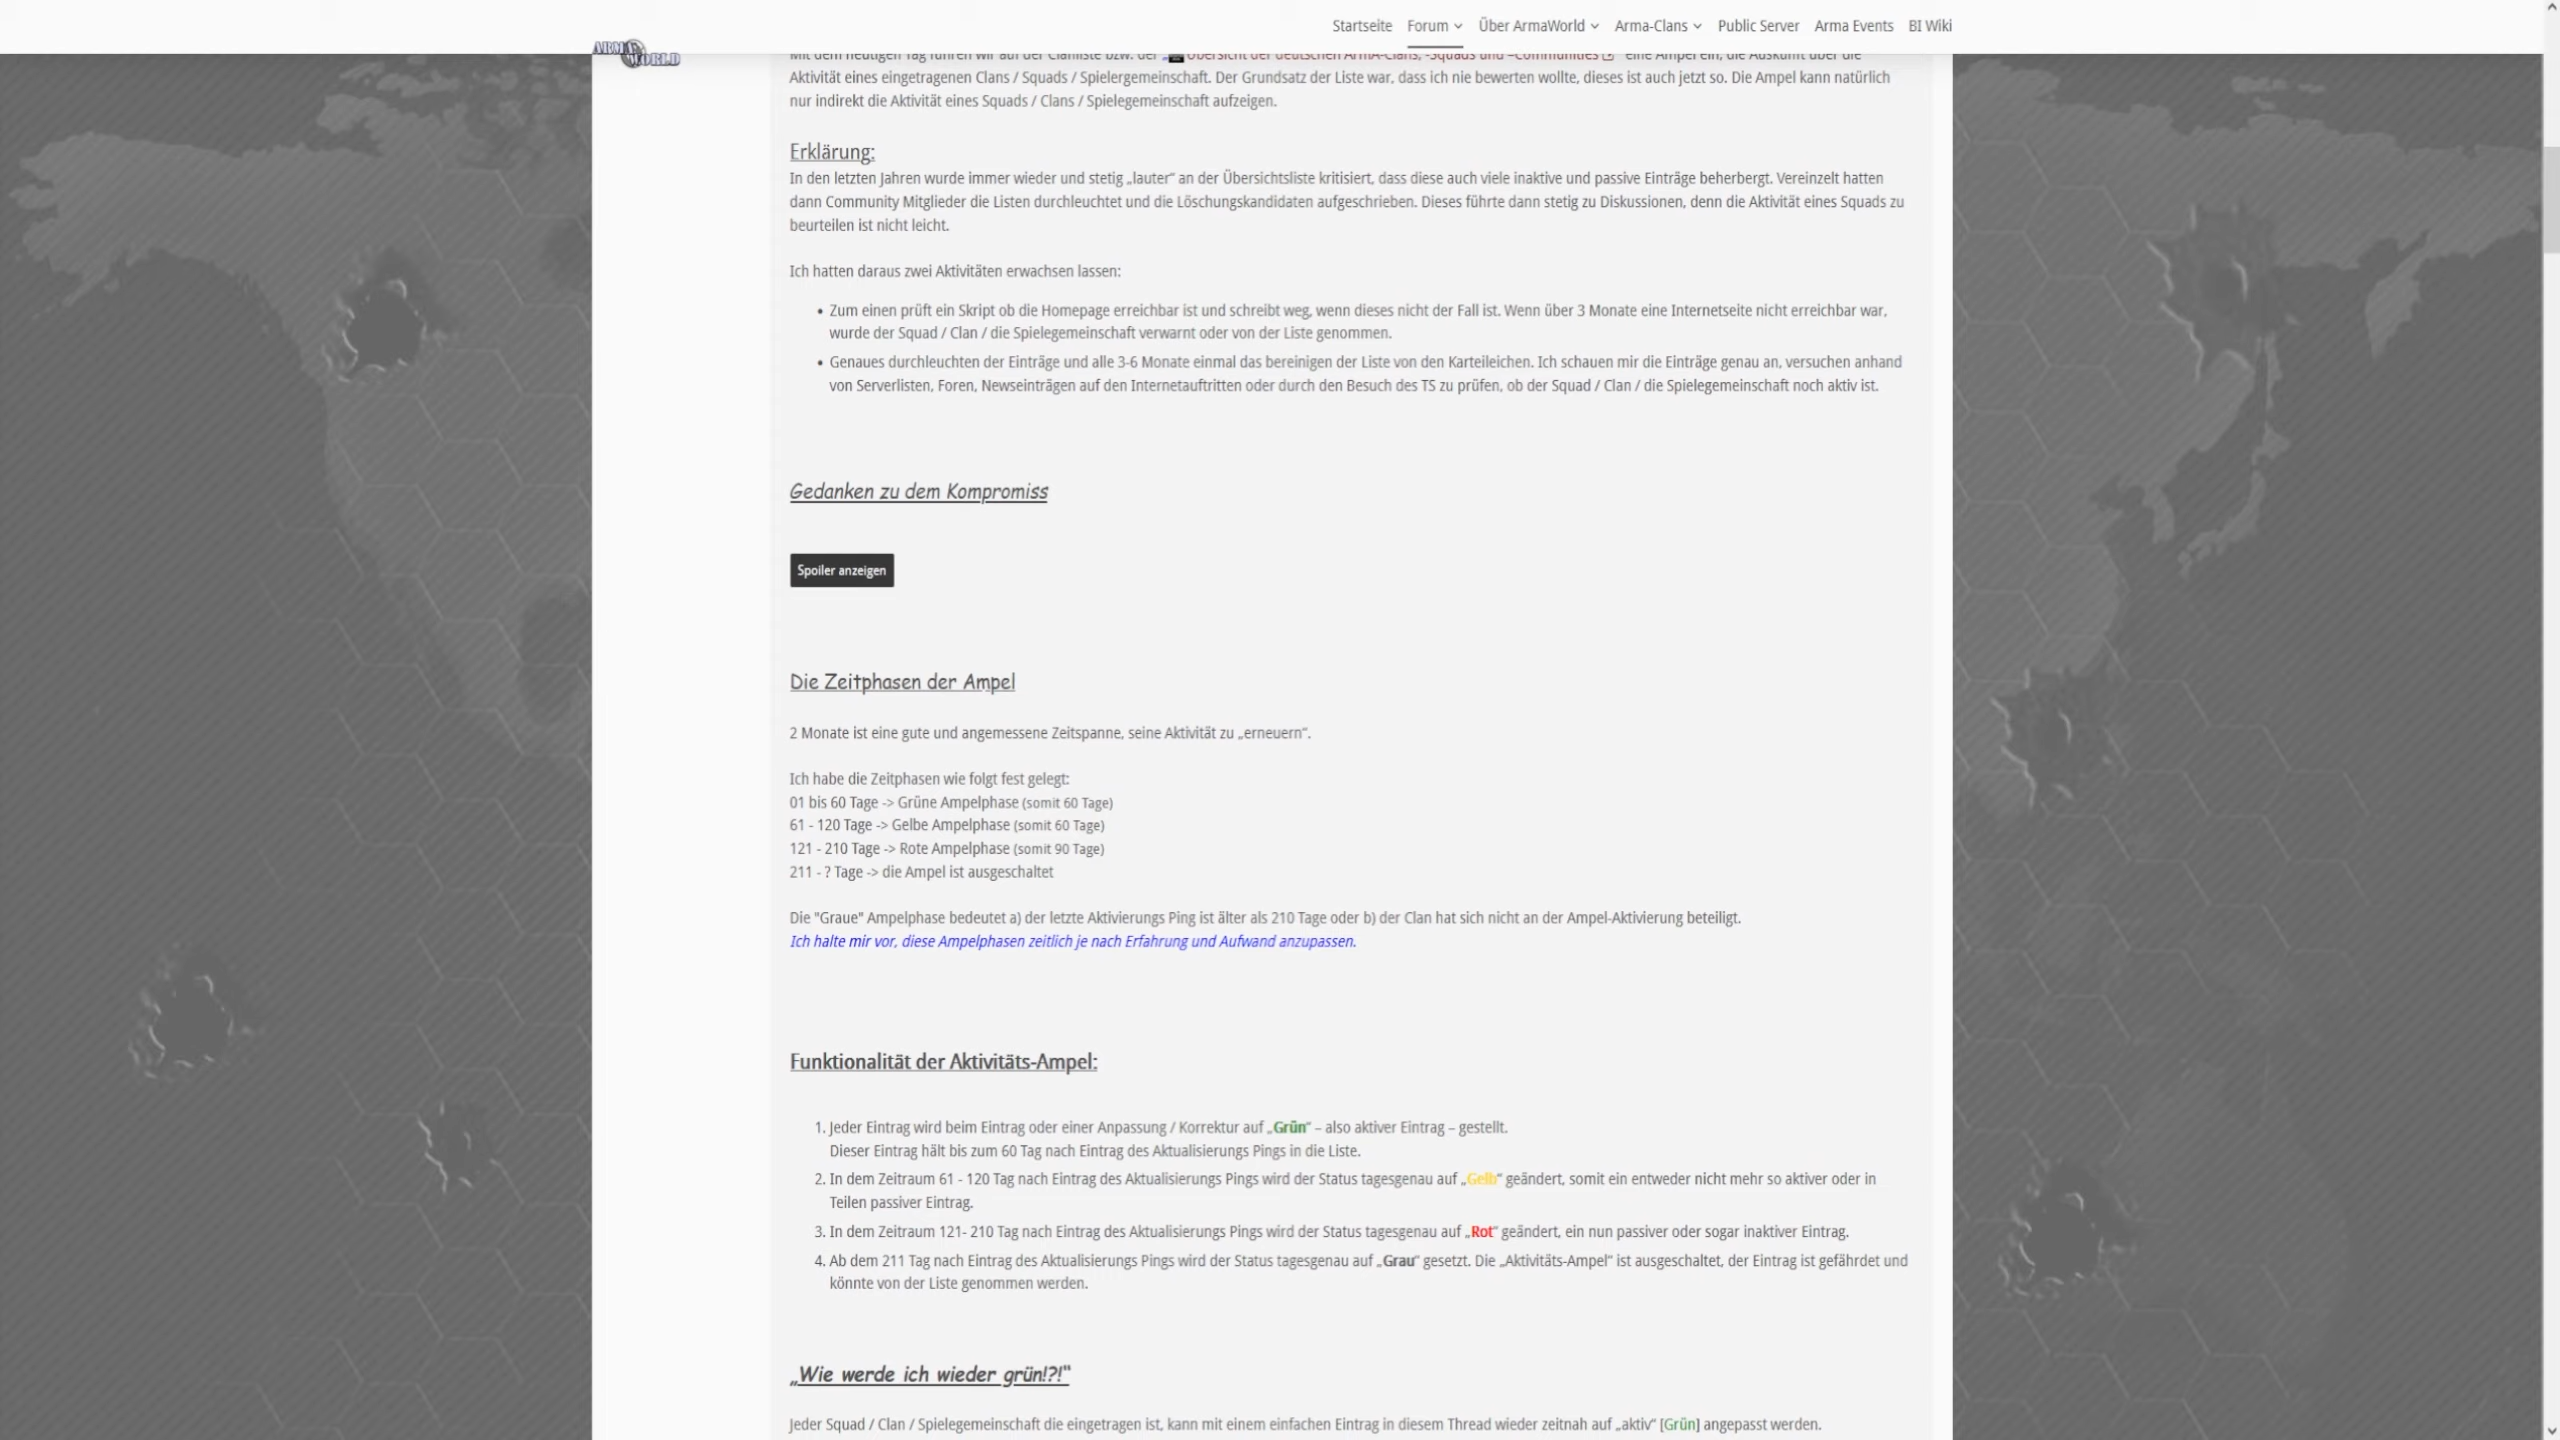 Startseite Forum Über ArmaWorld Arma-Clans Public Server Arma Events BI Wiki
ARMA WORLD
Mit dem heutigen Tag führen wir auf der Clanliste bzw. der „Übersicht der deutschen ArmA-Clans, -Squads und –Communities“ eine Ampel ein, die Auskunft über die
Aktivität eines eingetragenen Clans / Squads / Spielergemeinschaft. Der Grundsatz der Liste war, dass ich nie bewerten wollte, dieses ist auch jetzt so. Die Ampel kann natürlich
nur indirekt die Aktivität eines Squads / Clans / Spielegemeinschaft aufzeigen.
Erklärung:
In den letzten Jahren wurde immer wieder und stetig „lauter“ an der Übersichtsliste kritisiert, dass diese auch viele inaktive und passive Einträge beherbergt. Vereinzelt hatten
dann Community Mitglieder die Listen durchleuchtet und die Löschungskandidaten aufgeschrieben. Dieses führte dann stetig zu Diskussionen, denn die Aktivität eines Squads zu
beurteilen ist nicht leicht.
Ich hatten daraus zwei Aktivitäten erwachsen lassen:
• Zum einen prüft ein Skript ob die Homepage erreichbar ist und schreibt weg, wenn dieses nicht der Fall ist. Wenn über 3 Monate eine Internetseite nicht erreichbar war,
wurde der Squad / Clan / die Spielegemeinschaft verwarnt oder von der Liste genommen.
• Genaues durchleuchten der Einträge und alle 3-6 Monate einmal das bereinigen der Liste von den Karteileichen. Ich schauen mir die Einträge genau an, versuchen anhand
von Serverlisten, Foren, Newseinträgen auf den Internetauftritten oder durch den Besuch des TS zu prüfen, ob der Squad / Clan / die Spielegemeinschaft noch aktiv ist.
Gedanken zu dem Kompromiss
Spoiler anzeigen
Die Zeitphasen der Ampel
2 Monate ist eine gute und angemessene Zeitspanne, seine Aktivität zu „erneuern“.
Ich habe die Zeitphasen wie folgt fest gelegt:
01 bis 60 Tage -> Grüne Ampelphase (somit 60 Tage)
61 - 120 Tage -> Gelbe Ampelphase (somit 60 Tage)
121 - 210 Tage -> Rote Ampelphase (somit 90 Tage)
211 - ? Tage -> die Ampel ist ausgeschaltet
Die "Graue" Ampelphase bedeutet a) der letzte Aktivierungs Ping ist älter als 210 Tage oder b) der Clan hat sich nicht an der Ampel-Aktivierung beteiligt.
Ich halte mir vor, diese Ampelphasen zeitlich je nach Erfahrung und Aufwand anzupassen.
Funktionalität der Aktivitäts-Ampel:
1. Jeder Eintrag wird beim Eintrag oder einer Anpassung / Korrektur auf „Grün“ – also aktiver Eintrag – gestellt.
Dieser Eintrag hält bis zum 60 Tag nach Eintrag des Aktualisierungs Pings in die Liste.
2. In dem Zeitraum 61 - 120 Tag nach Eintrag des Aktualisierungs Pings wird der Status tagesgenau auf „Gelb“ geändert, somit ein entweder nicht mehr so aktiver oder in
Teilen passiver Eintrag.
3. In dem Zeitraum 121- 210 Tag nach Eintrag des Aktualisierungs Pings wird der Status tagesgenau auf „Rot“ geändert, ein nun passiver oder sogar inaktiver Eintrag.
4. Ab dem 211 Tag nach Eintrag des Aktualisierungs Pings wird der Status tagesgenau auf „Grau“ gesetzt. Die „Aktivitäts-Ampel“ ist ausgeschaltet, der Eintrag ist gefährdet und
könnte von der Liste genommen werden.
„Wie werde ich wieder grün!?!“
Jeder Squad / Clan / Spielegemeinschaft die eingetragen ist, kann mit einem einfachen Eintrag in diesem Thread wieder zeitnah auf „aktiv“ [Grün] angepasst werden.